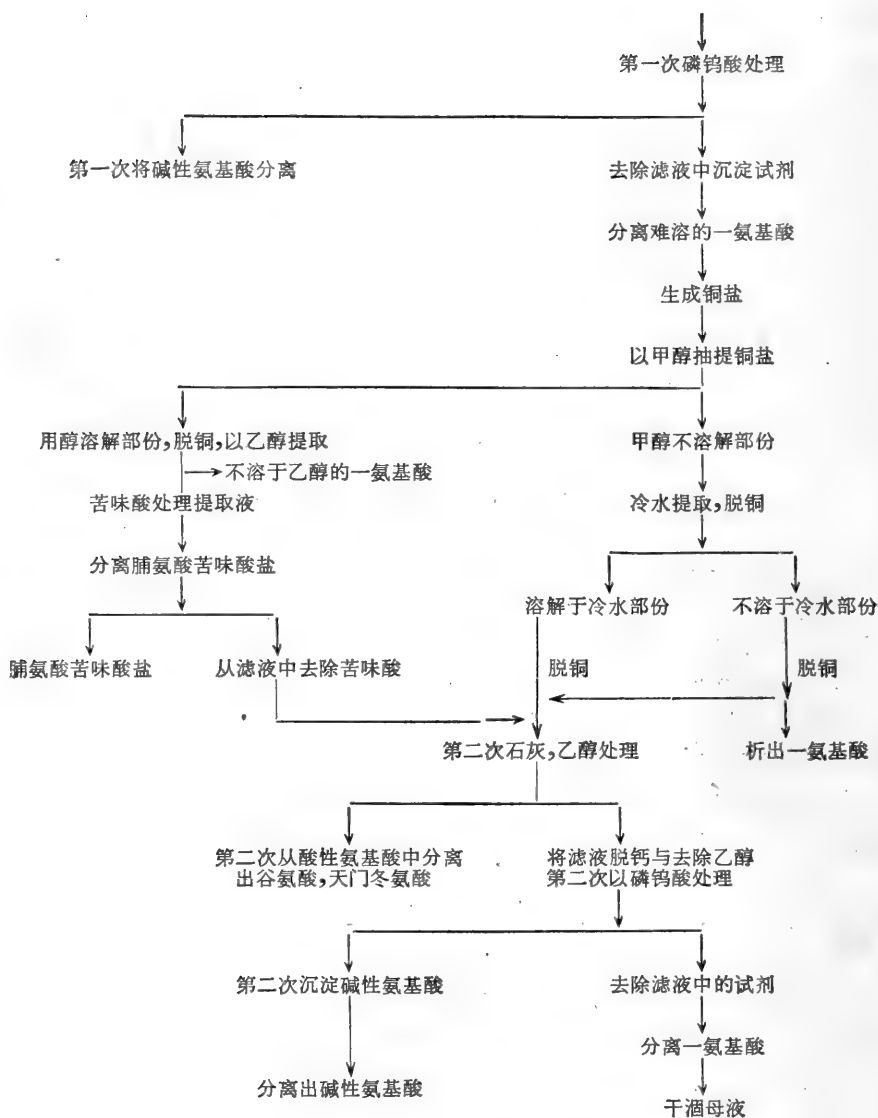 第一次磷钨酸处理
第一次将碱性氨基酸分离
去除滤液中沉淀试剂
分离难溶的一氨基酸
生成铜盐
以甲醇抽提铜盐
用醇溶解部份,脱铜,以乙醇提取
甲醇不溶解部份
不溶于乙醇的一氨基酸
苦味酸处理提取液
冷水提取,脱铜
分离脯氨酸苦味酸盐
溶解于冷水部份
不溶于冷水部份
脯氨酸苦味酸盐
从滤液中去除苦味酸
脱铜
脱铜
第二次石灰,乙醇处理
析出一氨基酸
第二次从酸性氨基酸中分离
出谷氨酸,天门冬氨酸
将滤液脱钙与去除乙醇
第二次以磷钨酸处理
第二次沉淀碱性氨基酸
去除滤液中的试剂
分离一氨基酸
分离出碱性氨基酸
干涸母液